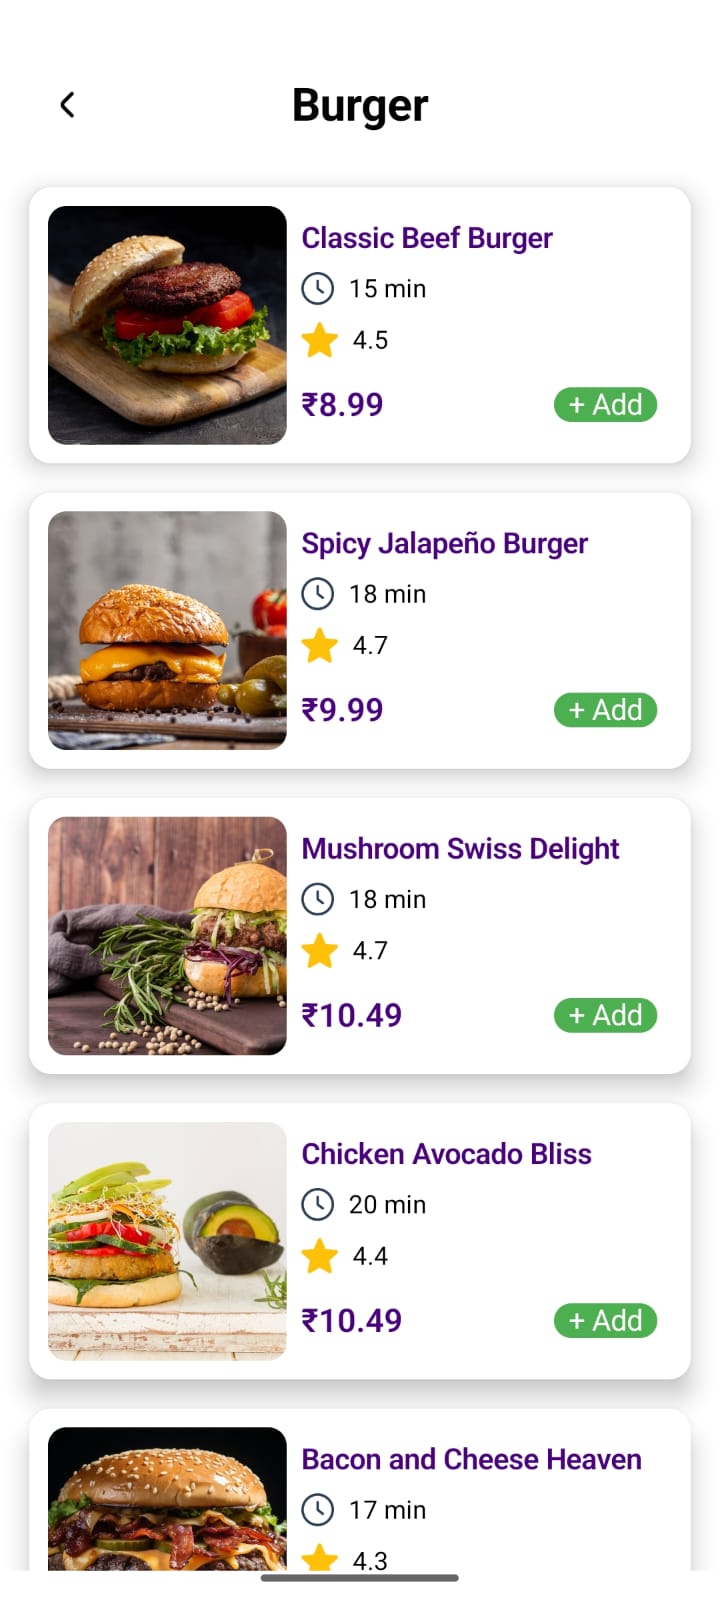 Burger
Classic Beef Burger
15 min
4.5
₹8.99
+ Add
Spicy Jalapeño Burger
18 min
4.7
₹9.99
+ Add
Mushroom Swiss Delight
18 min
4.7
₹10.49
+ Add
Chicken Avocado Bliss
20 min
4.4
₹10.49
+ Add
Bacon and Cheese Heaven
17 min
4.3